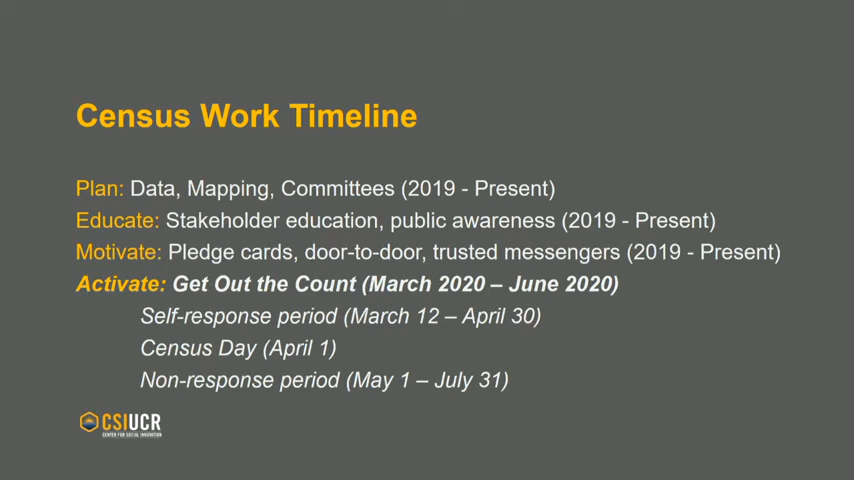 Census Work Timeline
Plan: Data, Mapping, Committees (2019 - Present)
Educate: Stakeholder education, public awareness (2019 - Present)
Motivate: Pledge cards, door-to-door, trusted messengers (2019 - Present)
Activate: Get Out the Count (March 2020 – June 2020)
Self-response period (March 12 – April 30)
Census Day (April 1)
Non-response period (May 1 – July 31)
CSIUCR
CENTER FOR SOCIAL INNOVATION